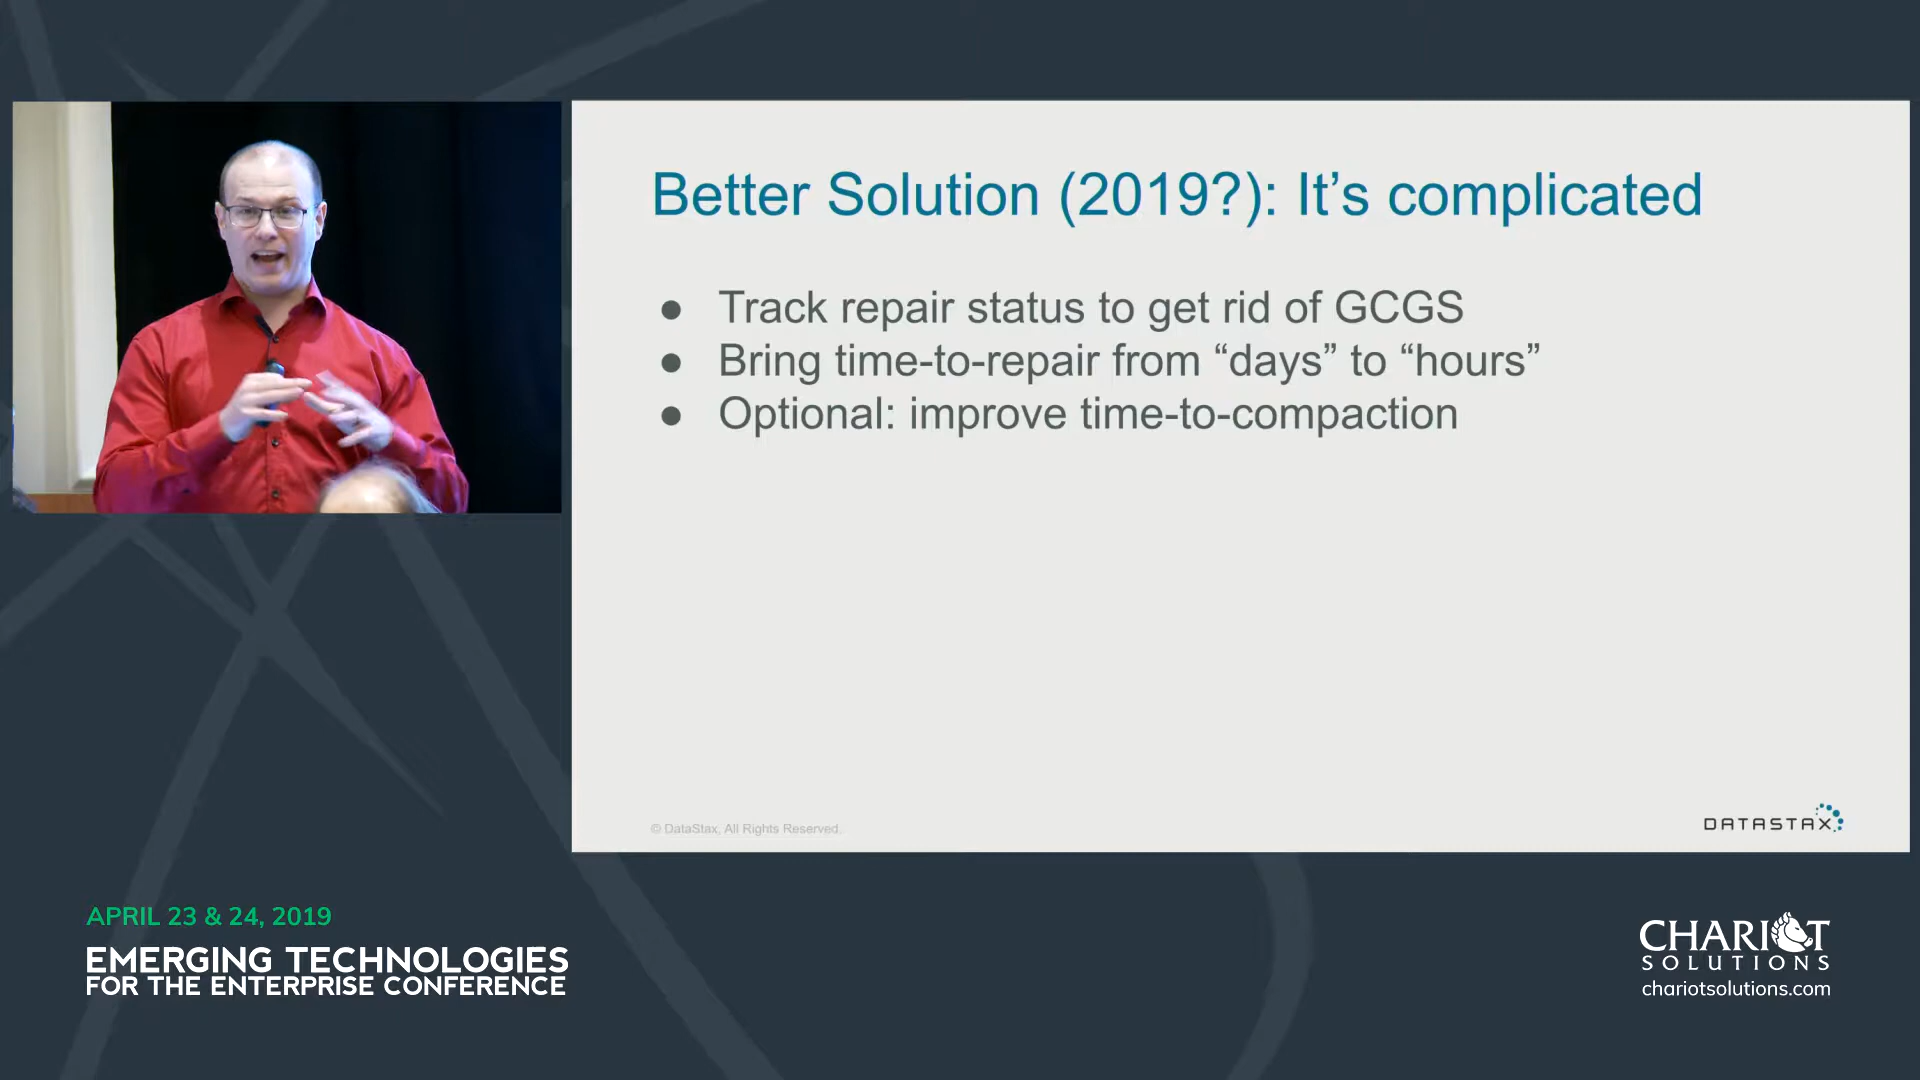 Better Solution (2019?): It’s complicated
● Track repair status to get rid of GCGS
● Bring time-to-repair from “days” to “hours”
● Optional: improve time-to-compaction
© DataStax, All Rights Reserved.
DATASTAX
APRIL 23 & 24, 2019
EMERGING TECHNOLOGIES
FOR THE ENTERPRISE CONFERENCE
CHARIOT
SOLUTIONS
chariotsolutions.com